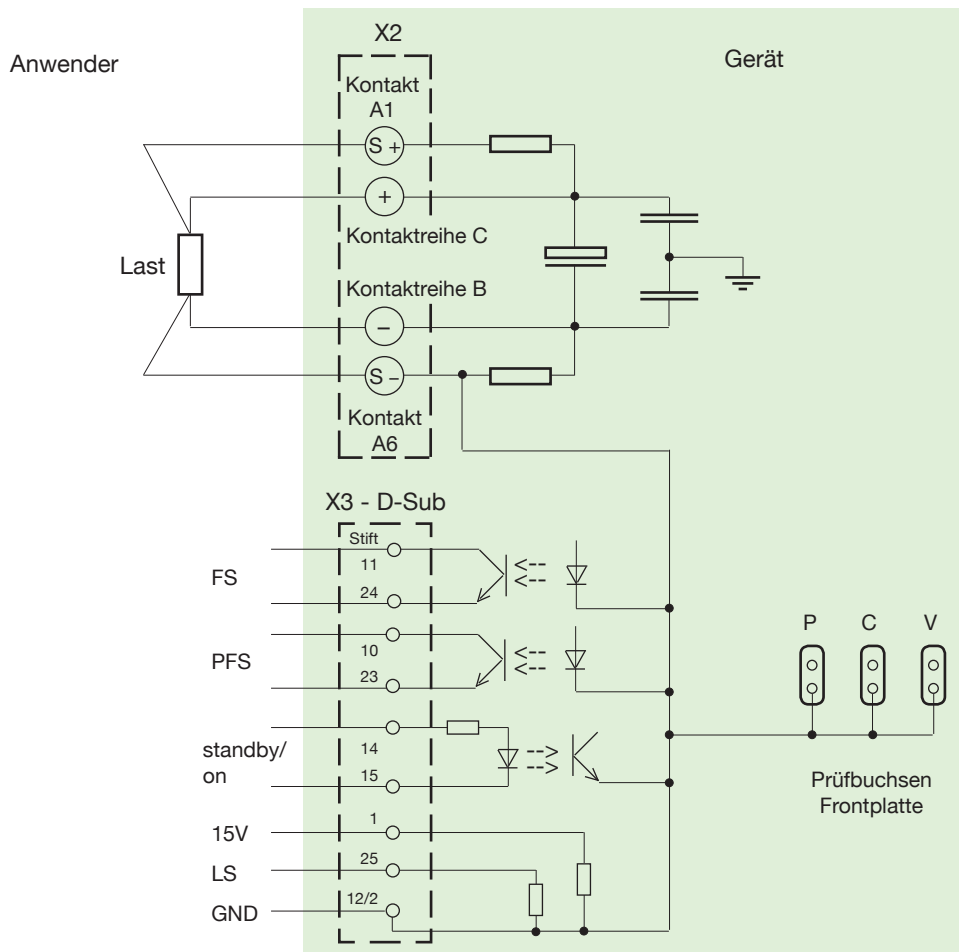 X2
Anwender
Gerät
Kontakt
A1
S +
+
Kontaktreihe C
Last
Kontaktreihe B
–
S –
Kontakt
A6
X3 - D-Sub
Stift
11
FS
24
10
PFS
23
P
C
V
standby/
on
14
15
Prüfbuchsen
Frontplatte
15V
1
LS
25
GND
12/2